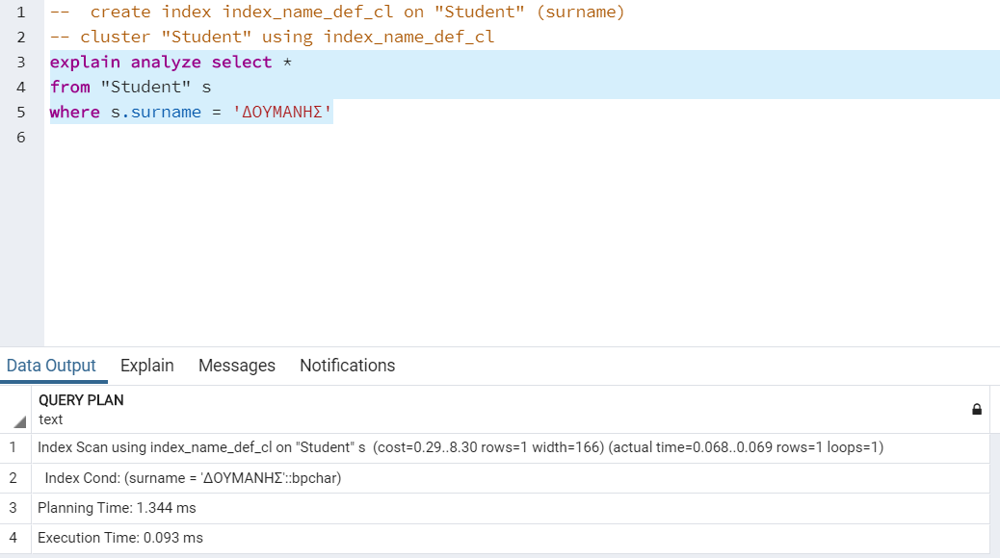 1 --  create index index_name_def_cl on "Student" (surname)
2 -- cluster "Student" using index_name_def_cl
3 explain analyze select *
4 from "Student" s
5 where s.surname = 'ΔΟΥΜΑΝΗΣ'
6
Data Output Explain Messages Notifications
QUERY PLAN
text
1 Index Scan using index_name_def_cl on "Student" s  (cost=0.29..8.30 rows=1 width=166) (actual time=0.068..0.069 rows=1 loops=1)
2 Index Cond: (surname = 'ΔΟΥΜΑΝΗΣ'::bpchar)
3 Planning Time: 1.344 ms
4 Execution Time: 0.093 ms